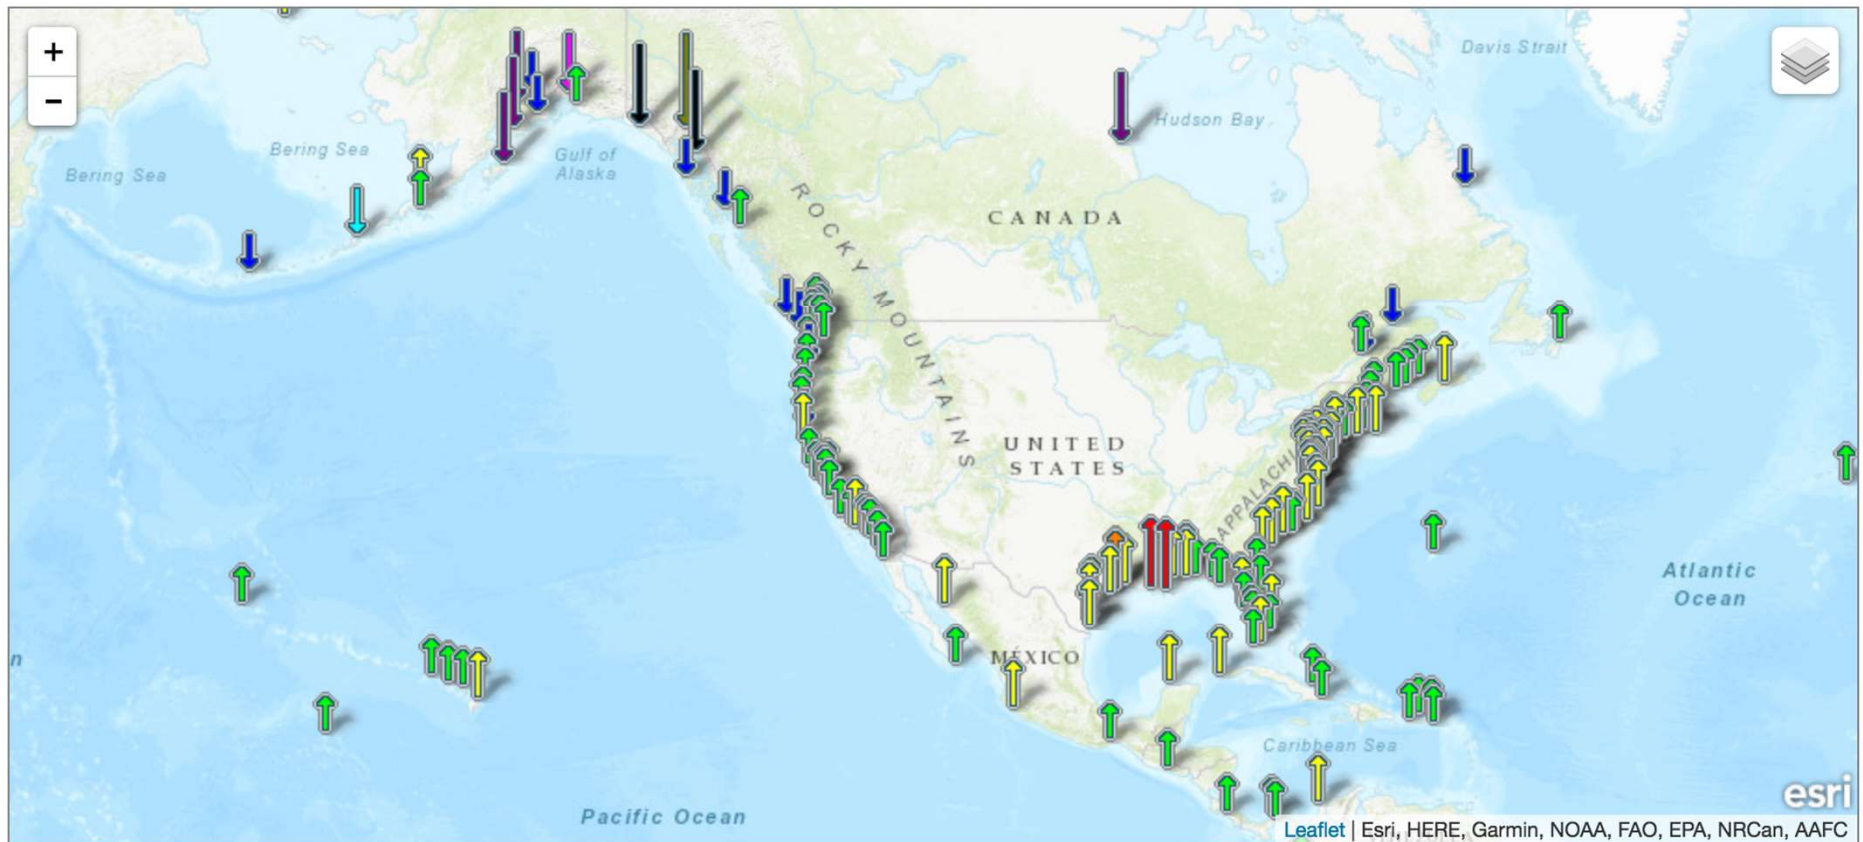 +
−
Davis Strait
Hudson Bay
Bering Sea
Bering Sea
Gulf of
Alaska
ROCKY MOUNTAINS
CANADA
UNITED
STATES
APPALACHI
Atlantic
Ocean
n
MÉXICO
Caribbean Sea
Pacific Ocean
esri
Leaflet | Esri, HERE, Garmin, NOAA, FAO, EPA, NRCan, AAFC